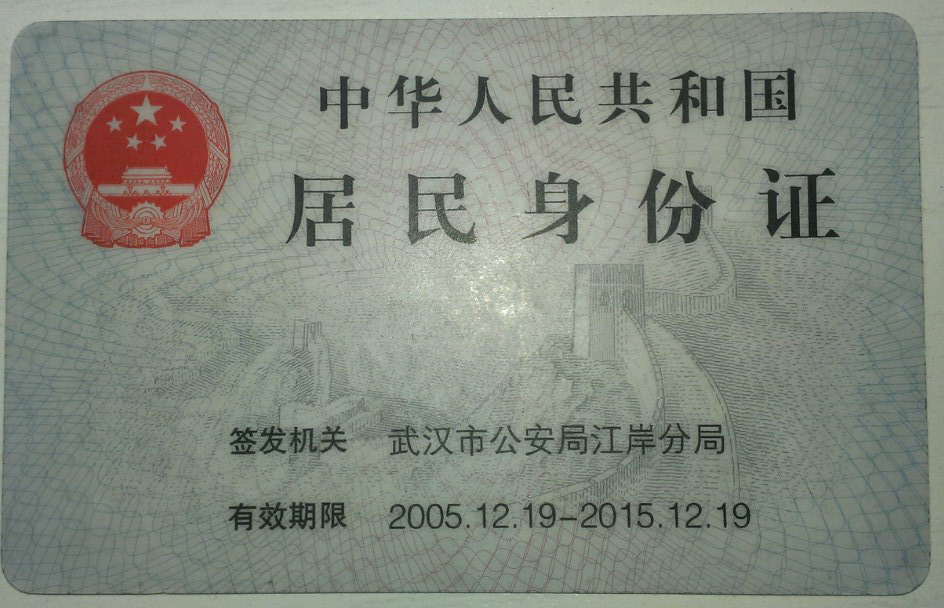 中华人民共和国
居民身份证
签发机关 武汉市公安局江岸分局
有效期限 2005.12.19-2015.12.19